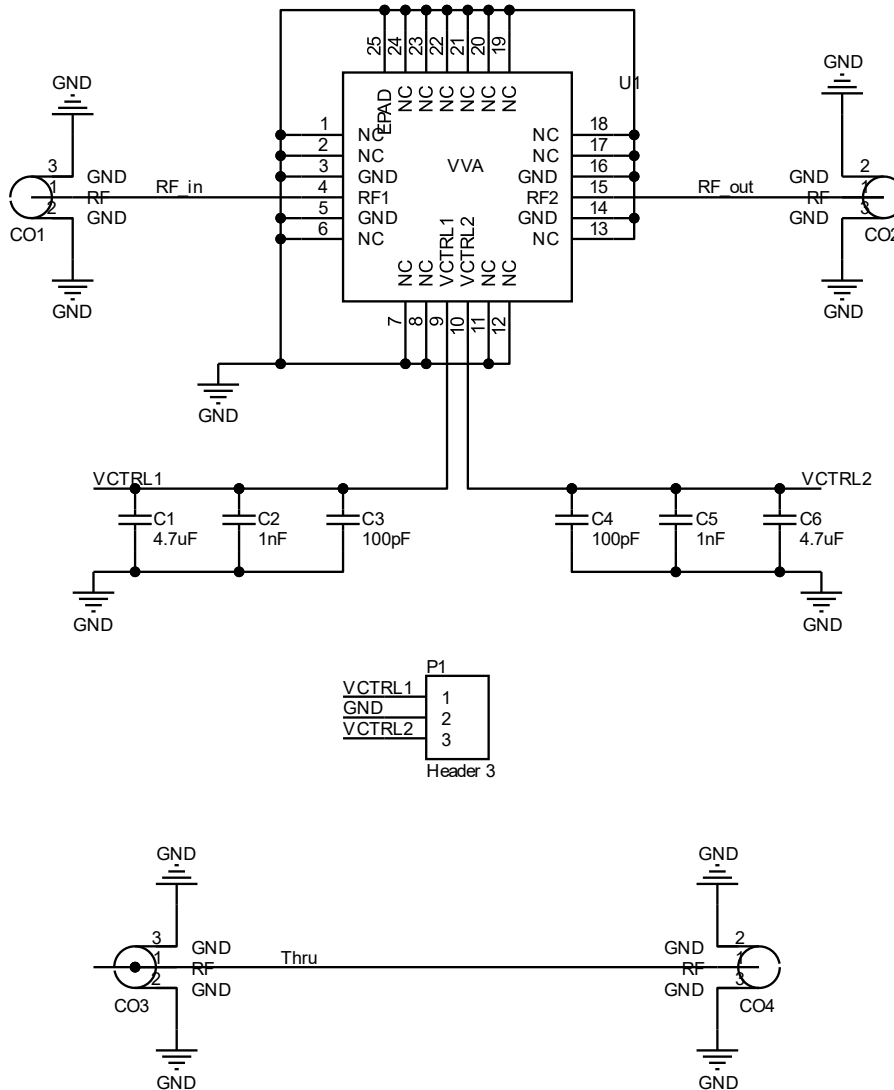 25
24
23
22
21
20
19
U1
EPAD
NC
NC
NC
NC
NC
NC
VVA
1
NC
2
NC
3
GND
4
RF1
5
GND
6
NC
18
NC
17
NC
16
GND
15
RF2
14
GND
13
NC
NC
NC
VCTRL1
VCTRL2
NC
NC
7
8
9
10
11
12
GND
GND
3
GND
1
RF
RF_in
2
GND
CO1
GND
GND
2
GND
RF_out
1
RF
3
GND
CO2
GND
VCTRL1
VCTRL2
C1
4.7uF
C2
1nF
C3
100pF
C4
100pF
C5
1nF
C6
4.7uF
GND
GND
P1
VCTRL1 1
GND 2
VCTRL2 3
Header 3
GND
GND
3
GND
1
RF
Thru
2
GND
CO3
2
GND
1
RF
3
GND
CO4
GND
GND